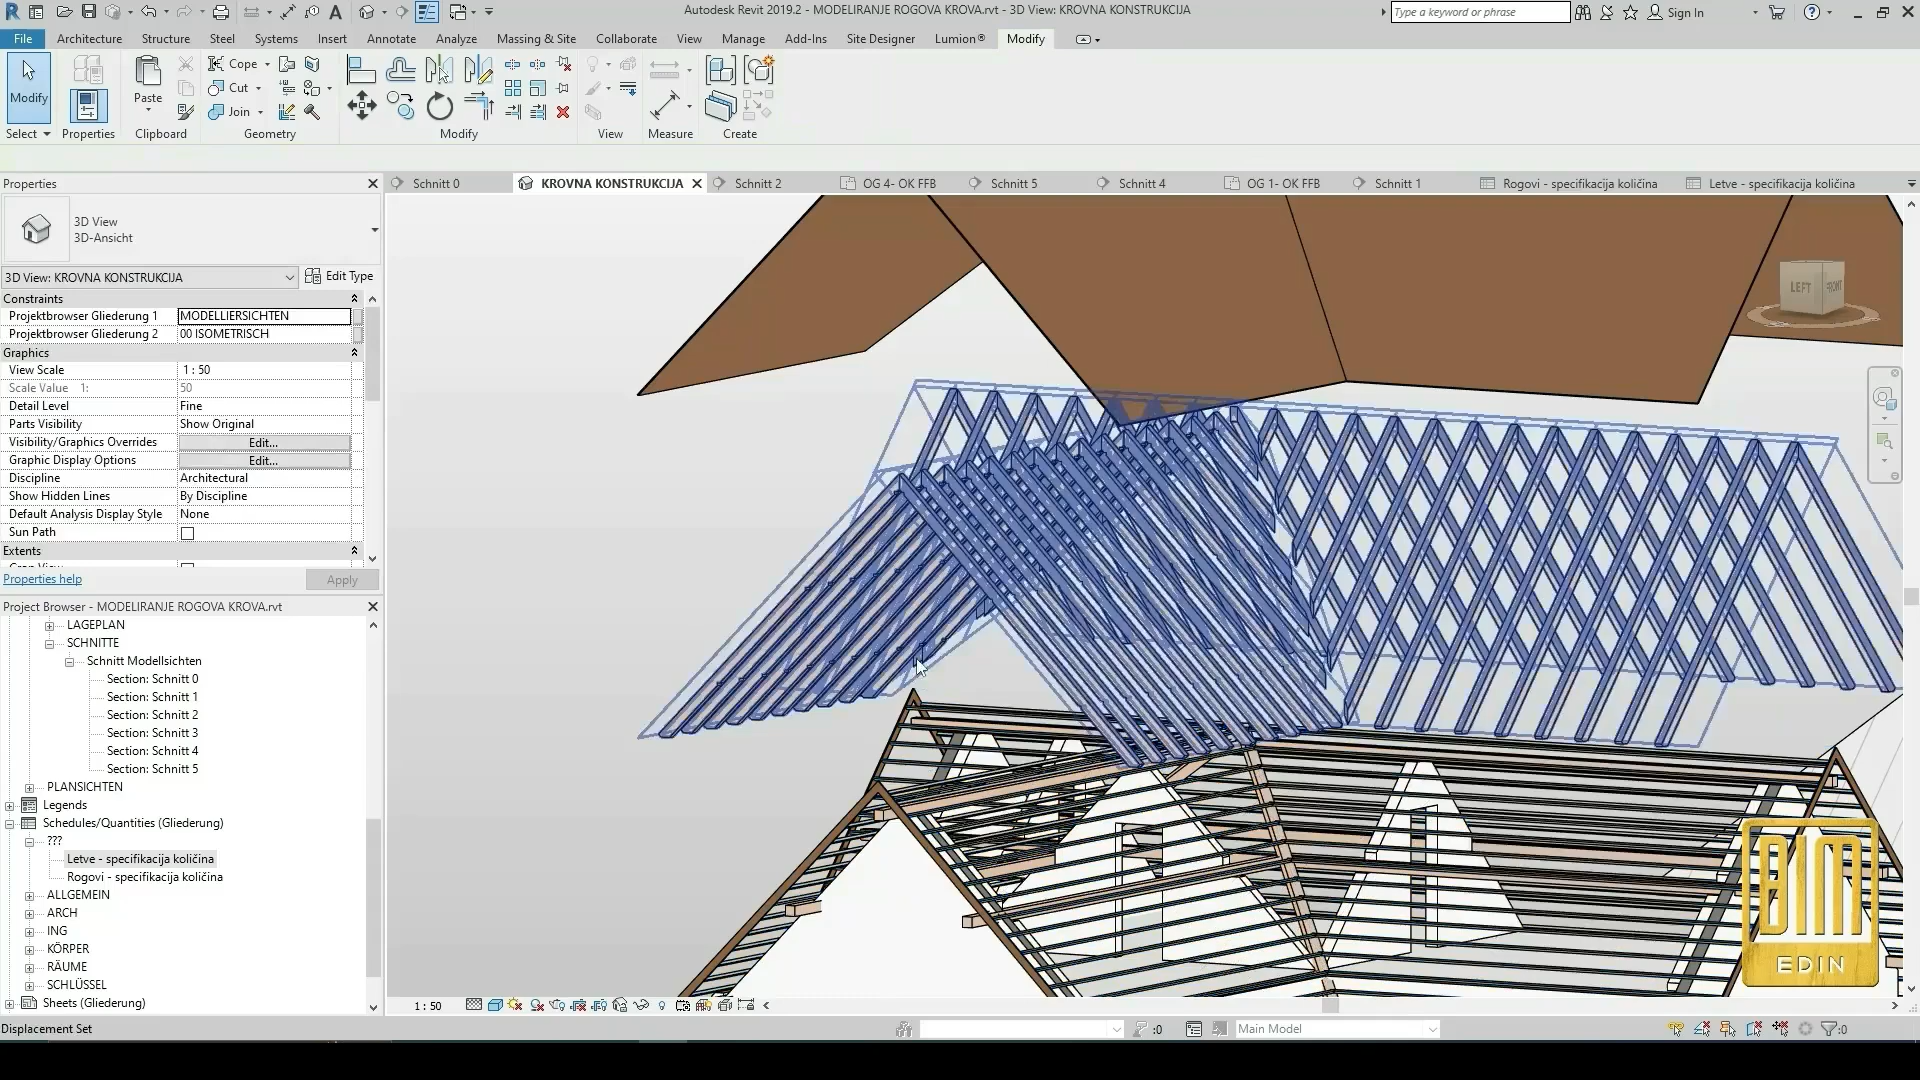 Autodesk Revit 2019.2 - MODELIRANJE ROGOVA KROVA.rvt - 3D View: KROVNA KONSTRUKCIJA
Type a keyword or phrase
Sign In
File Architecture Structure Steel Systems Insert Annotate Analyze Massing & Site Collaborate View Manage Add-Ins Site Designer Lumion® Modify
Modify
Paste
Cope
Cut
Join
Select
Properties
Clipboard
Geometry
Modify
View
Measure
Create
Properties
Schnitt 0
KROVNA KONSTRUKCIJA
Schnitt 2
OG 4- OK FFB
Schnitt 5
Schnitt 4
OG 1- OK FFB
Schnitt 1
Rogovi - specifikacija količina
Letve - specifikacija količina
3D View
3D-Ansicht
3D View: KROVNA KONSTRUKCIJA
Edit Type
Constraints
Projektbrowser Gliederung 1 MODELLIERSICHTEN
Projektbrowser Gliederung 2 00 ISOMETRISCH
Graphics
View Scale 1 : 50
Scale Value 1: 50
Detail Level Fine
Parts Visibility Show Original
Visibility/Graphics Overrides Edit...
Graphic Display Options Edit...
Discipline Architectural
Show Hidden Lines By Discipline
Default Analysis Display Style None
Sun Path
Extents
Properties help
Apply
Project Browser - MODELIRANJE ROGOVA KROVA.rvt
LAGEPLAN
SCHNITTE
Schnitt Modellsichten
Section: Schnitt 0
Section: Schnitt 1
Section: Schnitt 2
Section: Schnitt 3
Section: Schnitt 4
Section: Schnitt 5
PLANSICHTEN
Legends
Schedules/Quantities (Gliederung)
???
Letve - specifikacija količina
Rogovi - specifikacija količina
ALLGEMEIN
ARCH
ING
KÖRPER
RÄUME
SCHLÜSSEL
Sheets (Gliederung)
LEFT
FRONT
BIM
EDIN
1 : 50
Displacement Set
:0
Main Model
:0